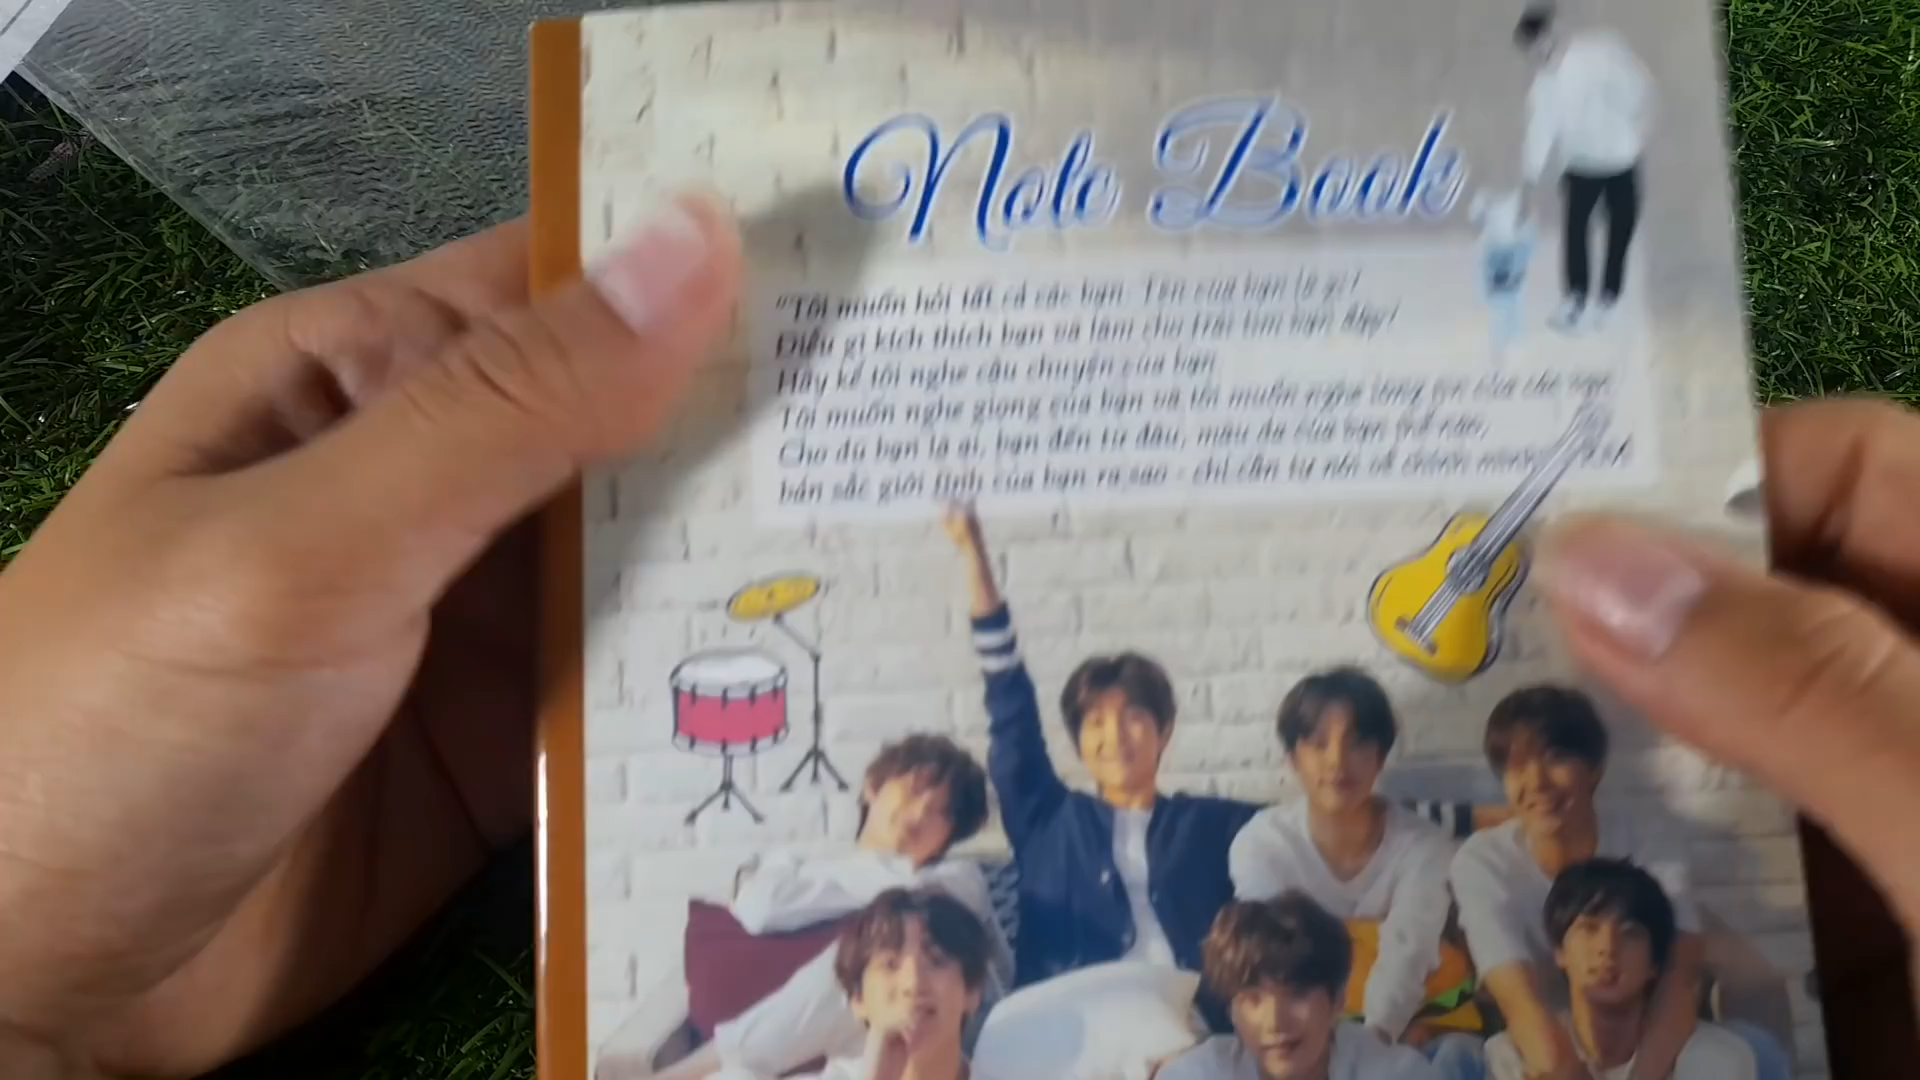 Note Book
"Tôi muốn hỏi tất cả các bạn. Tên của bạn là gì?
Điều gì kích thích bạn và làm cho trái tim bạn đập?
Hãy kể tôi nghe câu chuyện của bạn
Tôi muốn nghe giọng của bạn và tôi muốn nghe lòng tin của các bạn.
Cho dù bạn là ai, bạn đến từ đâu, màu da của bạn thế nào,
bản sắc giới tính của bạn ra sao - chỉ cần tự nói về chính mình